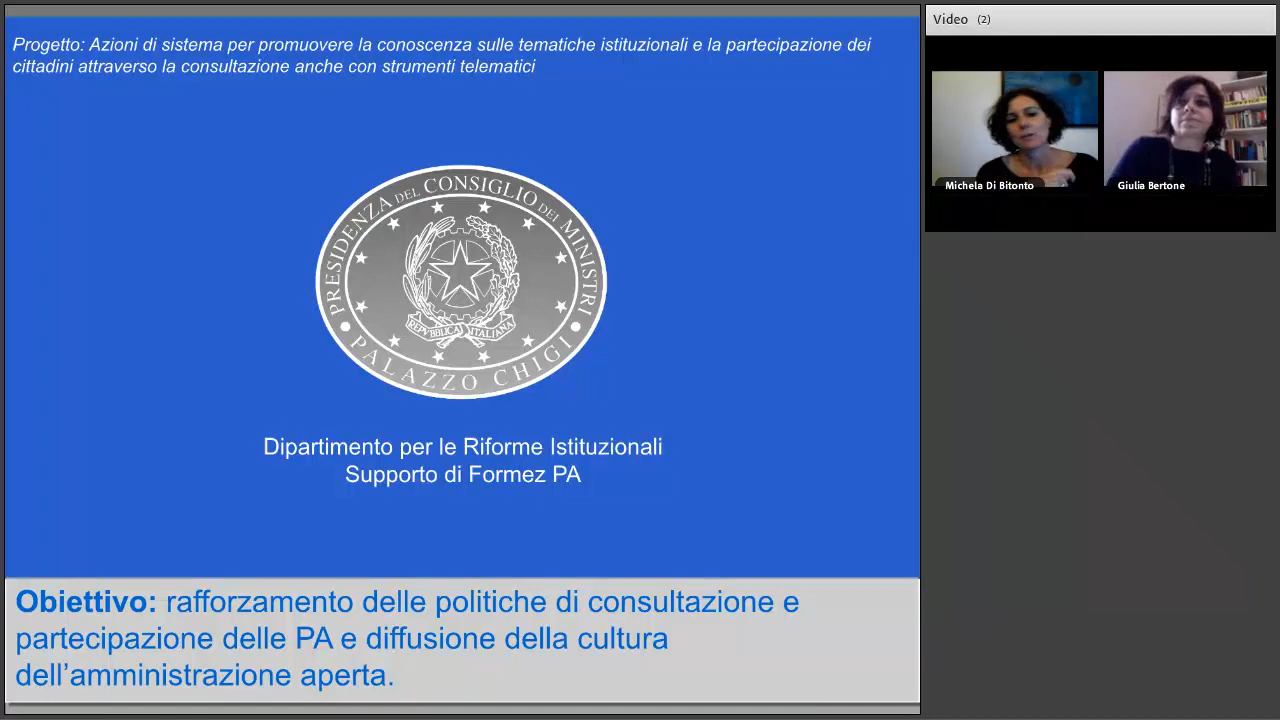 Progetto: Azioni di sistema per promuovere la conoscenza sulle tematiche istituzionali e la partecipazione dei
cittadini attraverso la consultazione anche con strumenti telematici
PRESIDENZA DEL CONSIGLIO DEI MINISTRI
REPVBBLICA ITALIANA
PALAZZO CHIGI
Dipartimento per le Riforme Istituzionali
Supporto di Formez PA
Obiettivo: rafforzamento delle politiche di consultazione e
partecipazione delle PA e diffusione della cultura
dell’amministrazione aperta.
Video (2)
Michela Di Bitonto
Giulia Bertone